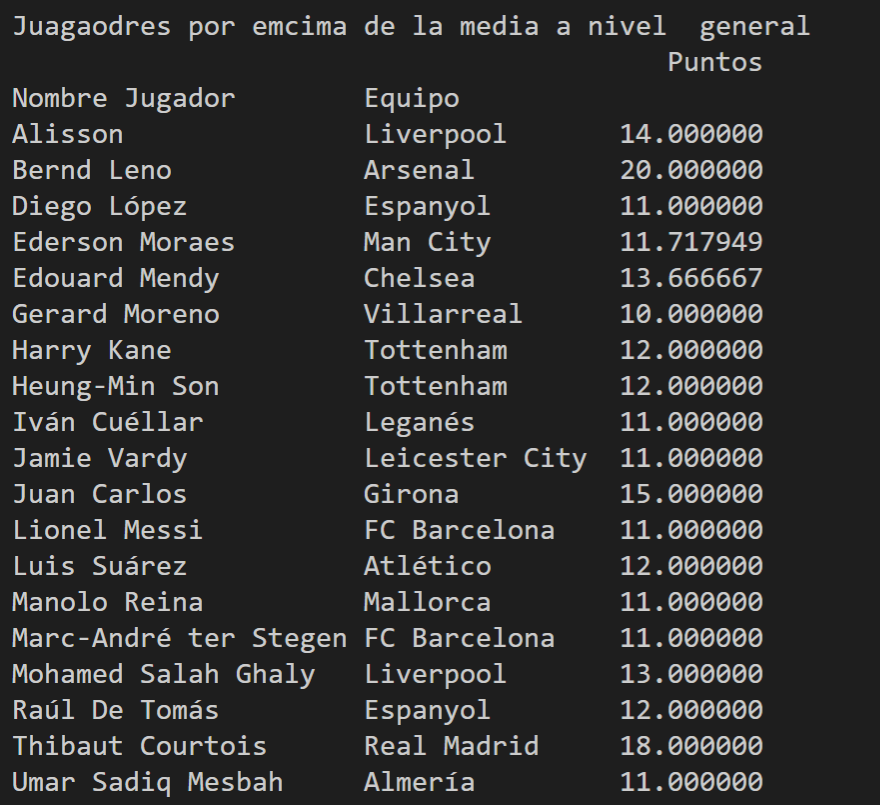 Juagaodres por emcima de la media a nivel  general
Puntos
Nombre Jugador Equipo
Alisson Liverpool 14.000000
Bernd Leno Arsenal 20.000000
Diego López Espanyol 11.000000
Ederson Moraes Man City 11.717949
Edouard Mendy Chelsea 13.666667
Gerard Moreno Villarreal 10.000000
Harry Kane Tottenham 12.000000
Heung-Min Son Tottenham 12.000000
Iván Cuéllar Leganés 11.000000
Jamie Vardy Leicester City 11.000000
Juan Carlos Girona 15.000000
Lionel Messi FC Barcelona 11.000000
Luis Suárez Atlético 12.000000
Manolo Reina Mallorca 11.000000
Marc-André ter Stegen FC Barcelona 11.000000
Mohamed Salah Ghaly Liverpool 13.000000
Raúl De Tomás Espanyol 12.000000
Thibaut Courtois Real Madrid 18.000000
Umar Sadiq Mesbah Almería 11.000000